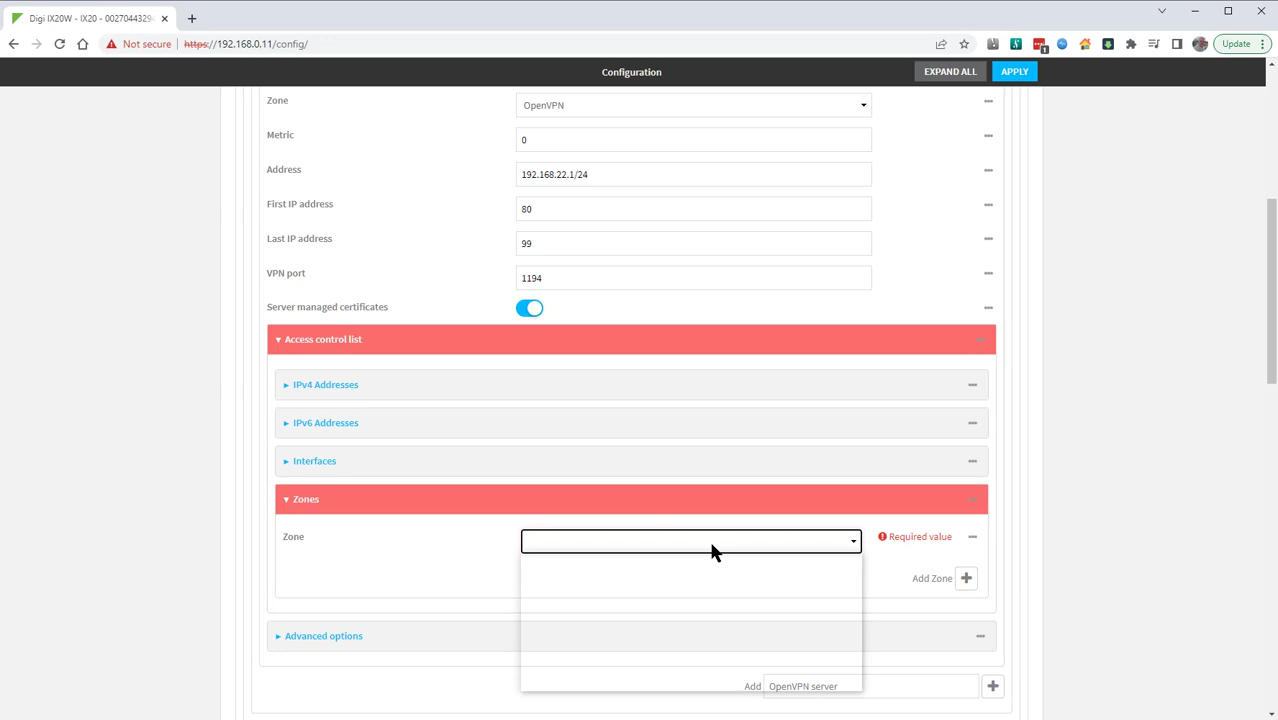 Digi IX20W - IX20 - 0027044329
Not secure https://192.168.0.11/config/
1
Update
Configuration
EXPAND ALL
APPLY
Zone
OpenVPN
Metric
0
Address
192.168.22.1/24
First IP address
80
Last IP address
99
VPN port
1194
Server managed certificates
Access control list
IPv4 Addresses
IPv6 Addresses
Interfaces
Zones
Zone
Required value
Add Zone
Advanced options
Add OpenVPN server